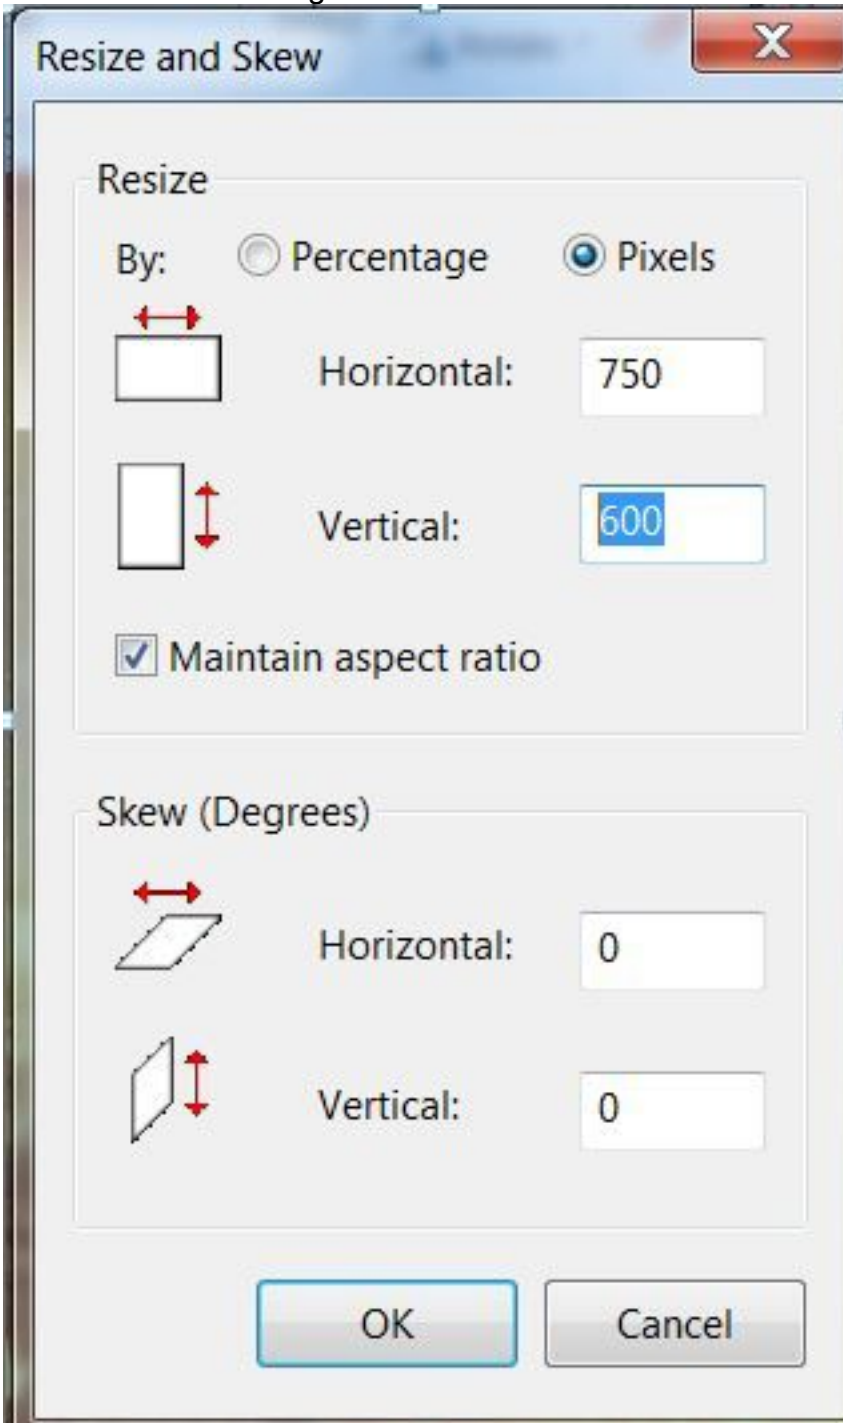 Resize and Skew
X
Resize
By: Percentage Pixels
Horizontal: 750
Vertical: 600
Maintain aspect ratio
Skew (Degrees)
Horizontal: 0
Vertical: 0
OK Cancel